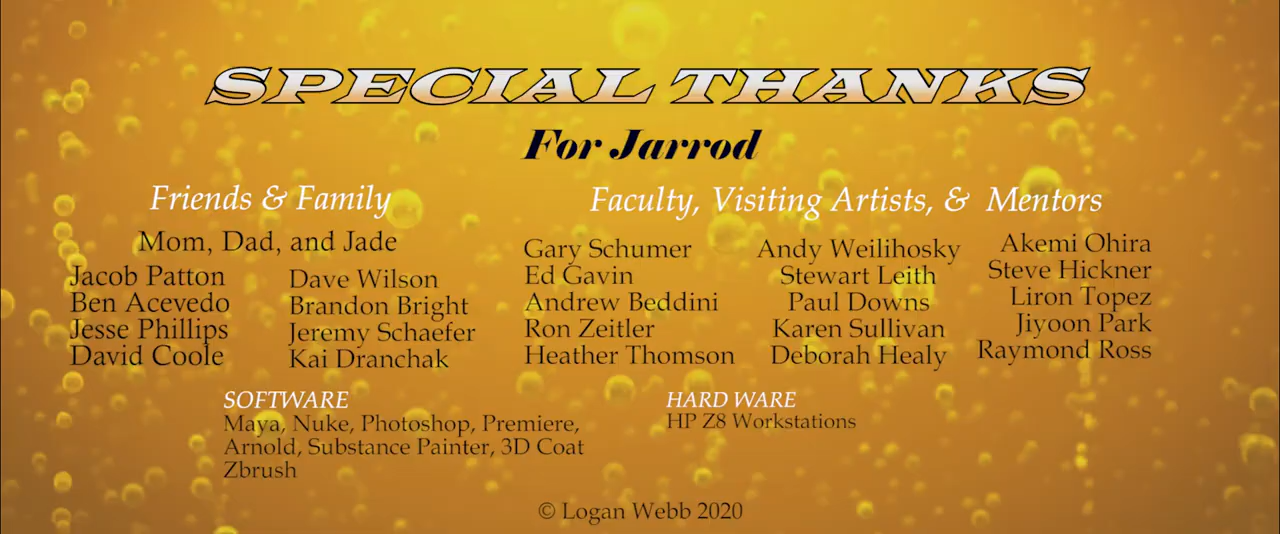 SPECIAL THANKS
For Jarrod
Friends & Family
Mom, Dad, and Jade
Jacob Patton
Ben Acevedo
Jesse Phillips
David Coole
Dave Wilson
Brandon Bright
Jeremy Schaefer
Kai Dranchak
Faculty, Visiting Artists, & Mentors
Gary Schumer
Ed Gavin
Andrew Beddini
Ron Zeitler
Heather Thomson
Andy Weilihosky
Stewart Leith
Paul Downs
Karen Sullivan
Deborah Healy
Akemi Ohira
Steve Hickner
Liron Topez
Jiyoon Park
Raymond Ross
SOFTWARE
Maya, Nuke, Photoshop, Premiere,
Arnold, Substance Painter, 3D Coat
Zbrush
HARD WARE
HP Z8 Workstations
© Logan Webb 2020